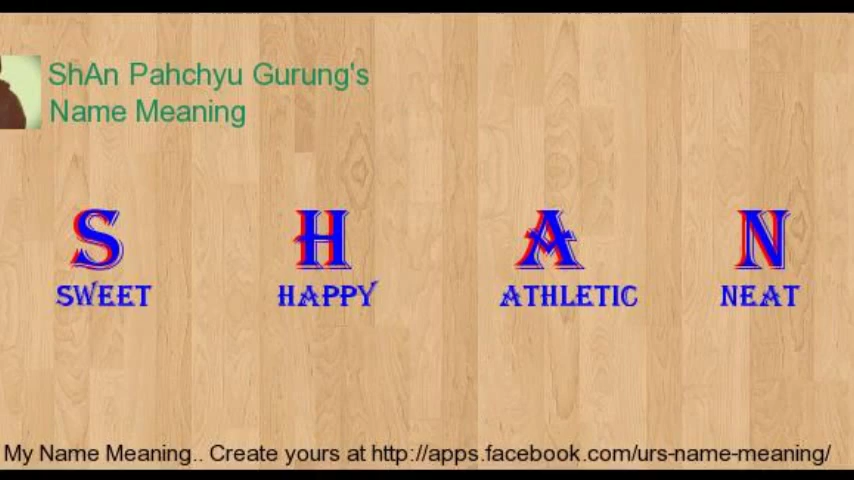 ShAn Pahchyu Gurung's
Name Meaning
S H A N
SWEET HAPPY ATHLETIC NEAT
My Name Meaning.. Create yours at http://apps.facebook.com/urs-name-meaning/